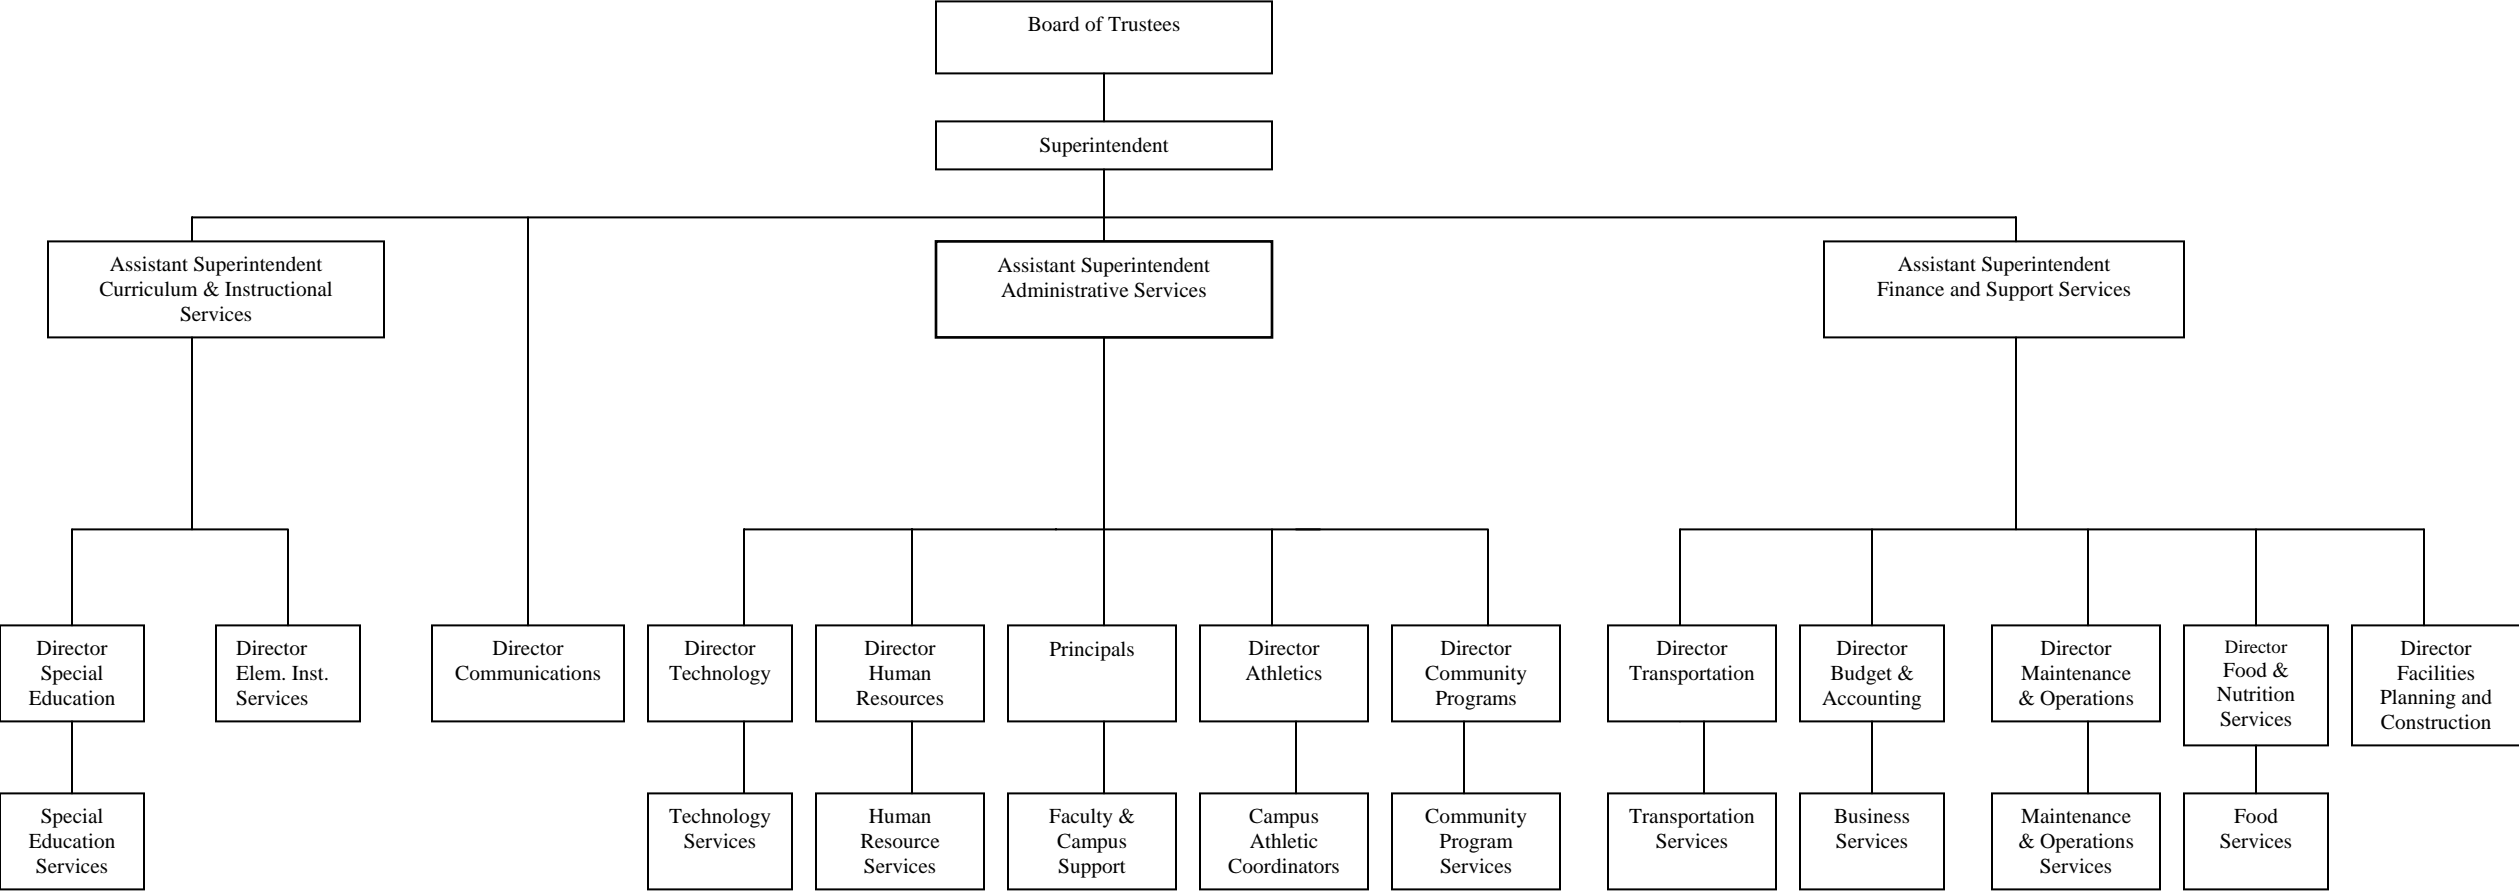 Board of Trustees
Superintendent
Assistant Superintendent
Curriculum & Instructional
Services
Assistant Superintendent
Administrative Services
Assistant Superintendent
Finance and Support Services
Director
Special
Education
Director
Elem. Inst.
Services
Director
Communications
Director
Technology
Director
Human
Resources
Principals
Director
Athletics
Director
Community
Programs
Director
Transportation
Director
Budget &
Accounting
Director
Maintenance
& Operations
Director
Food &
Nutrition
Services
Director
Facilities
Planning and
Construction
Special
Education
Services
Technology
Services
Human
Resource
Services
Faculty &
Campus
Support
Campus
Athletic
Coordinators
Community
Program
Services
Transportation
Services
Business
Services
Maintenance
& Operations
Services
Food
Services